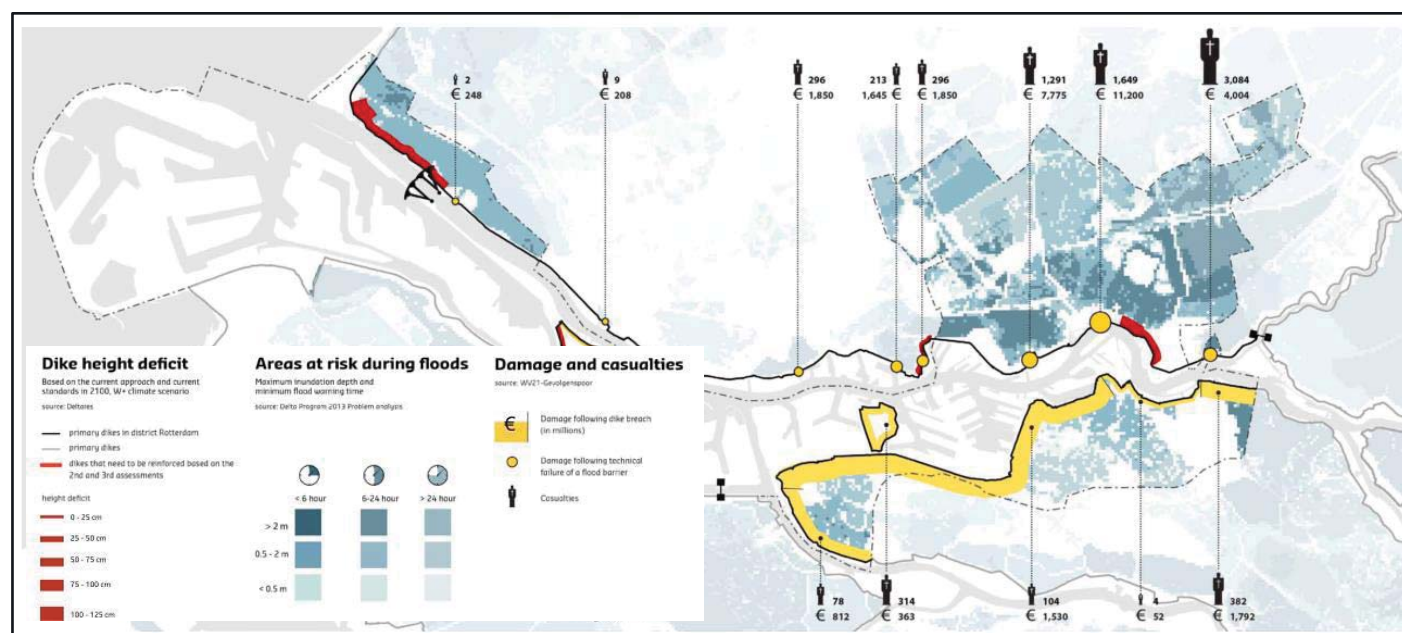 2
€ 248
9
€ 208
296
€ 1,850
213
1,645 €
296
€ 1,850
1,291
€ 7,775
1,649
€ 11,200
3,084
€ 4,004
Dike height deficit
Based on the current approach and current
standards in 2100, W+ climate scenario
source: Deltares
primary dikes in district Rotterdam
primary dikes
dikes that need to be reinforced based on the
2nd and 3rd assessments
height deficit
0 - 25 cm
25 - 50 cm
50 - 75 cm
75 - 100 cm
100 - 125 cm
Areas at risk during floods
Maximum inundation depth and
minimum flood warning time
source: Delta Program 2013 Problem analysis
< 6 hour
6-24 hour
> 24 hour
> 2 m
0.5 - 2 m
< 0.5 m
Damage and casualties
source: WV21-Gevolgenspoor
€
Damage following dike breach
(in millions)
Damage following technical
failure of a flood barrier
Casualties
78
€ 812
314
€ 363
104
€ 1,530
4
€ 52
382
€ 1,792